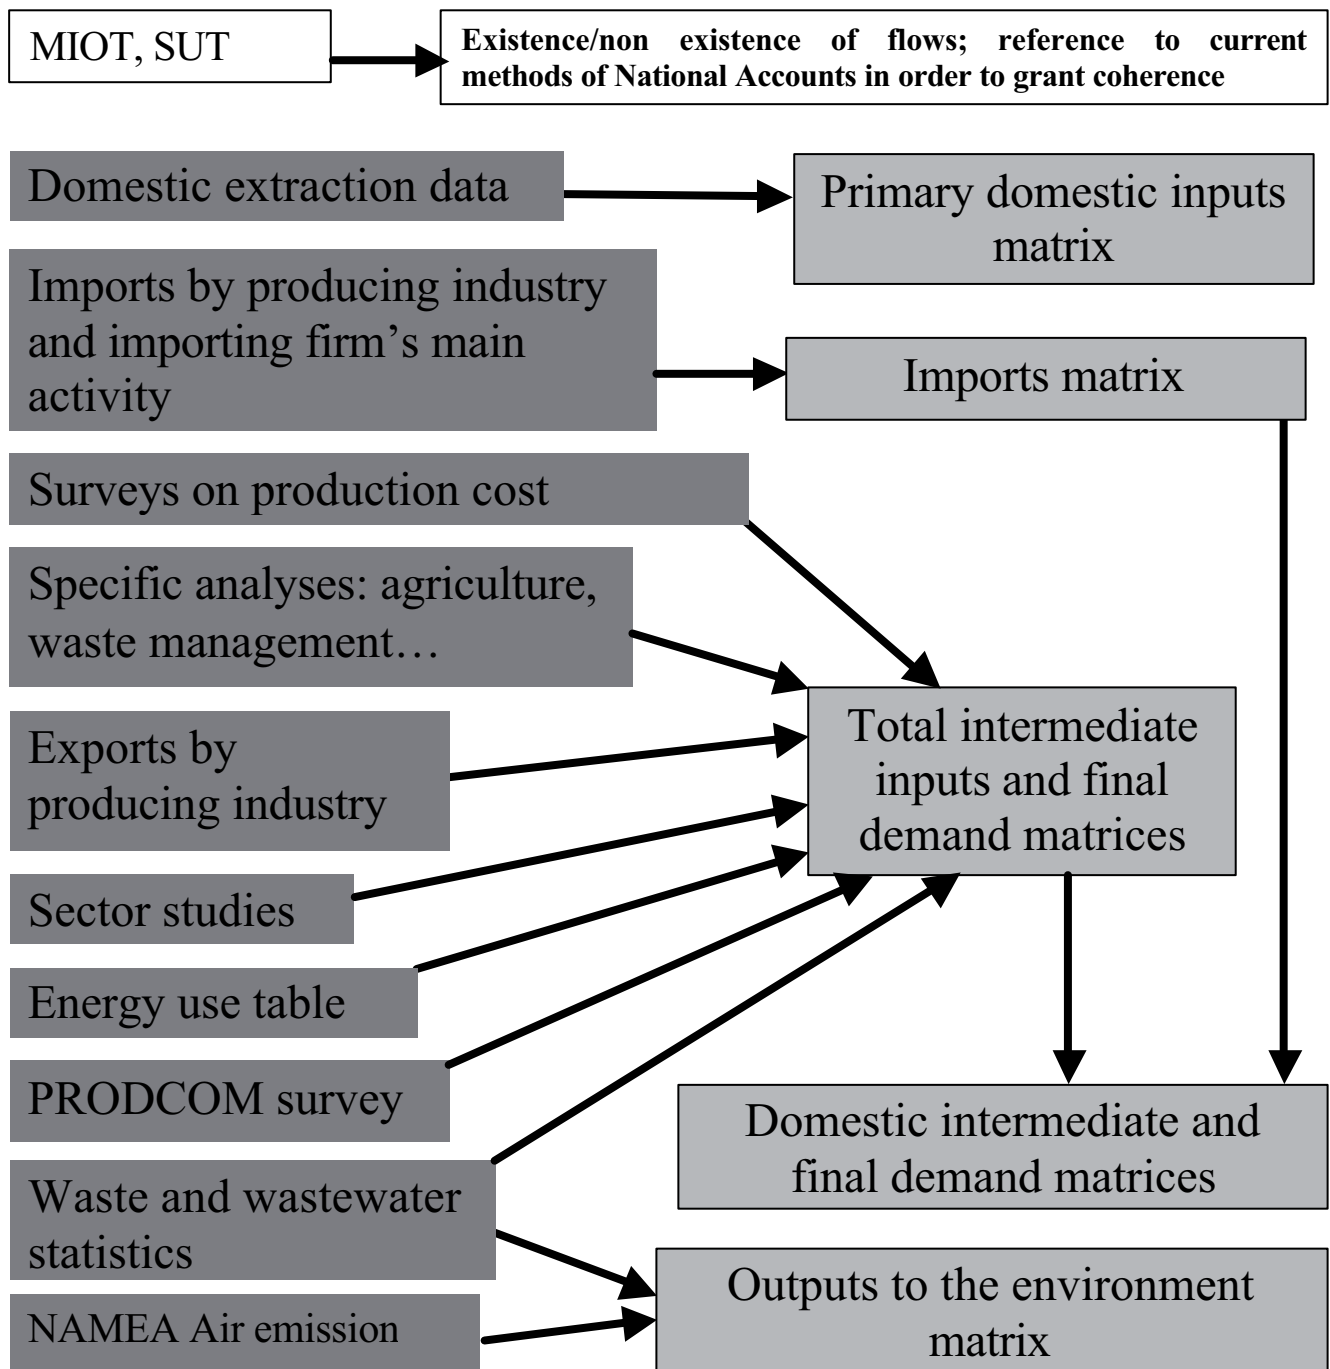 MIOT, SUT
Existence/non existence of flows; reference to current
methods of National Accounts in order to grant coherence
Domestic extraction data
Primary domestic inputs
matrix
Imports by producing industry
and importing firm’s main
activity
Imports matrix
Surveys on production cost
Specific analyses: agriculture,
waste management…
Total intermediate
inputs and final
demand matrices
Exports by
producing industry
Sector studies
Energy use table
PRODCOM survey
Domestic intermediate and
final demand matrices
Waste and wastewater
statistics
Outputs to the environment
matrix
NAMEA Air emission